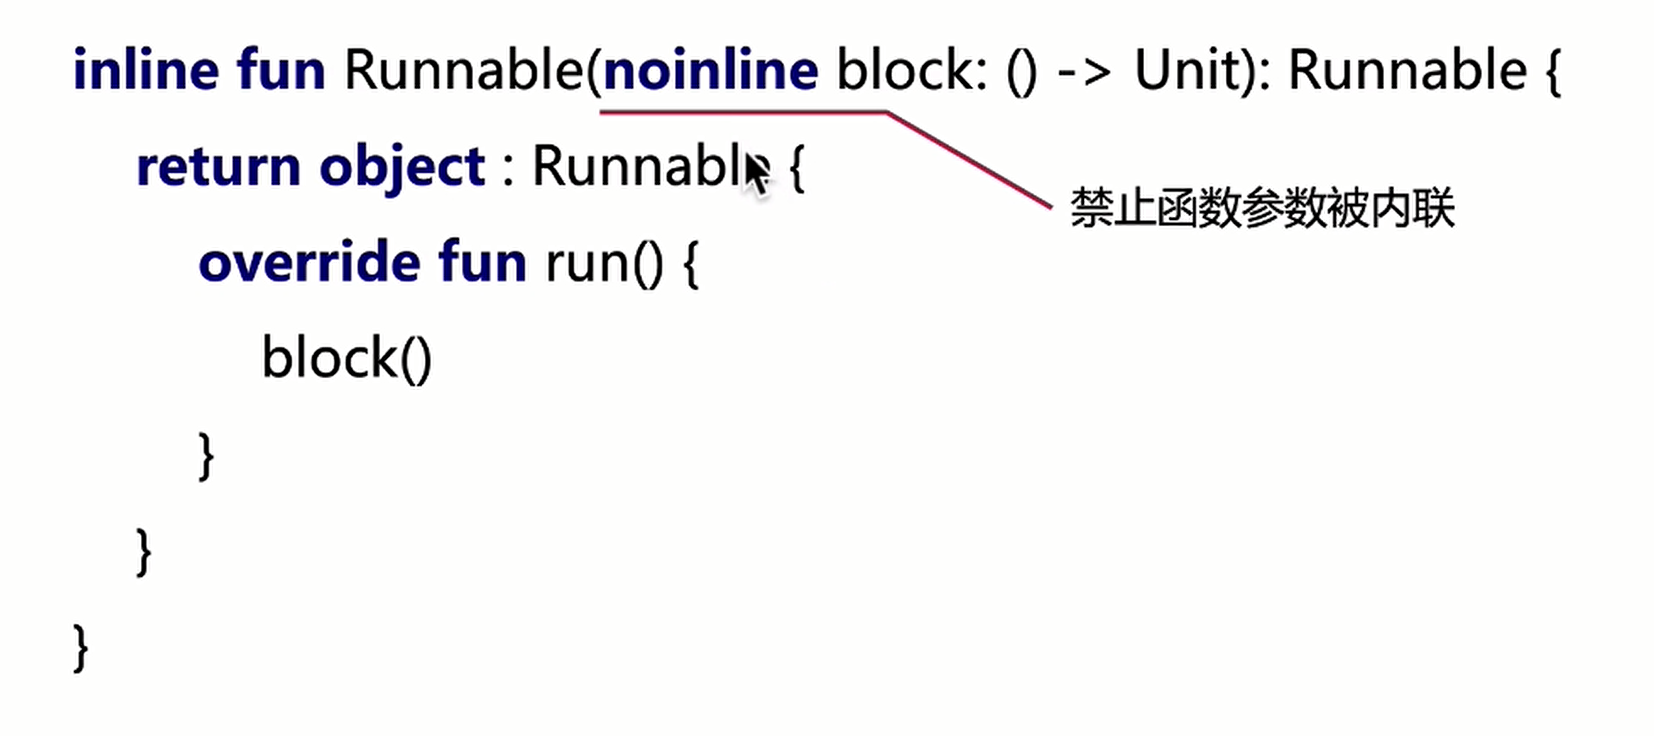 inline fun Runnable(noinline block: () -> Unit): Runnable {
return object : Runnable {
禁止函数参数被内联
override fun run() {
block()
}
}
}